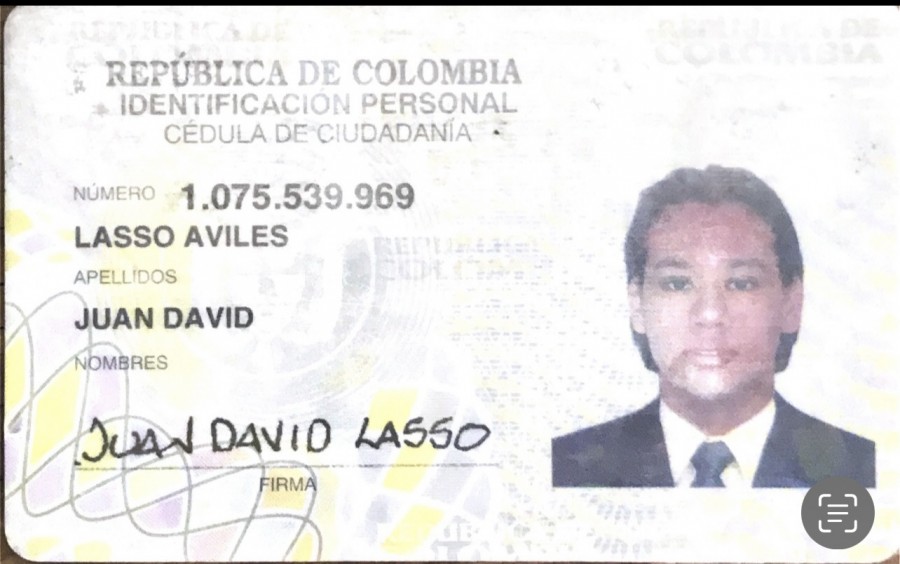 REPÚBLICA DE COLOMBIA
REPÚBLICA DE COLOMBIA
IDENTIFICACIÓN PERSONAL
CÉDULA DE CIUDADANÍA
NÚMERO 1.075.539.969
LASSO AVILES
APELLIDOS
JUAN DAVID
NOMBRES
JUAN DAVID LASSO
FIRMA